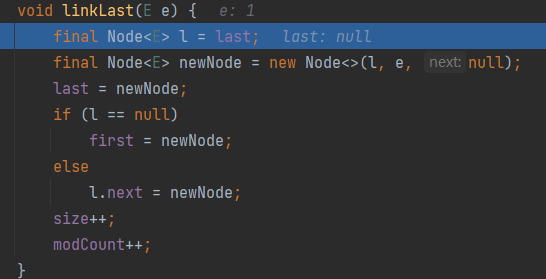 void linkLast(E e) {   e: 1
    final Node<E> l = last;   last: null
    final Node<E> newNode = new Node<>(l, e, next: null);
    last = newNode;
    if (l == null)
        first = newNode;
    else
        l.next = newNode;
    size++;
    modCount++;
}